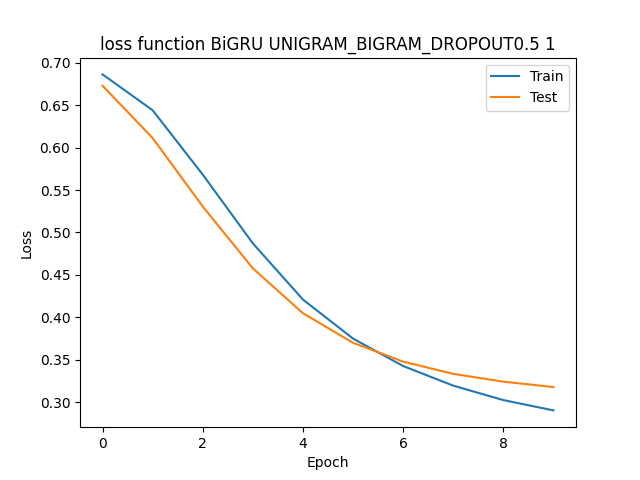 loss function BiGRU UNIGRAM_BIGRAM_DROPOUT0.5 1
Train
Test
Loss
0.70
0.65
0.60
0.55
0.50
0.45
0.40
0.35
0.30
0 2 4 6 8
Epoch